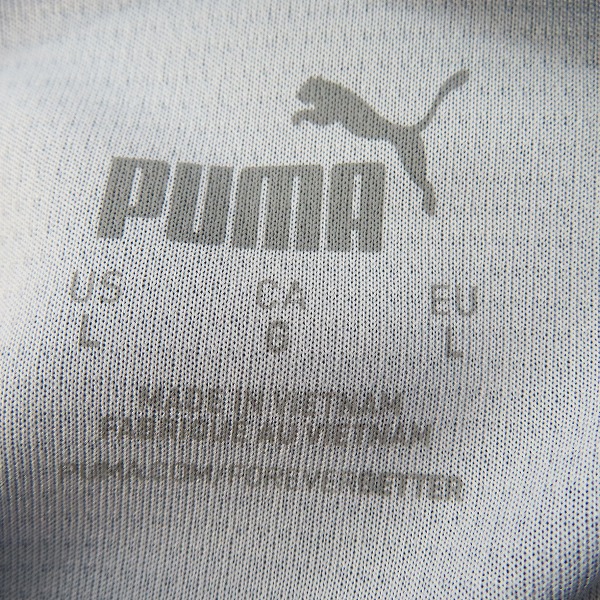 PUMA
US CA EU
L G L
MADE IN VIETNAM
FABRIQUÉ AU VIETNAM
PUMA.COM/FOREVERBETTER